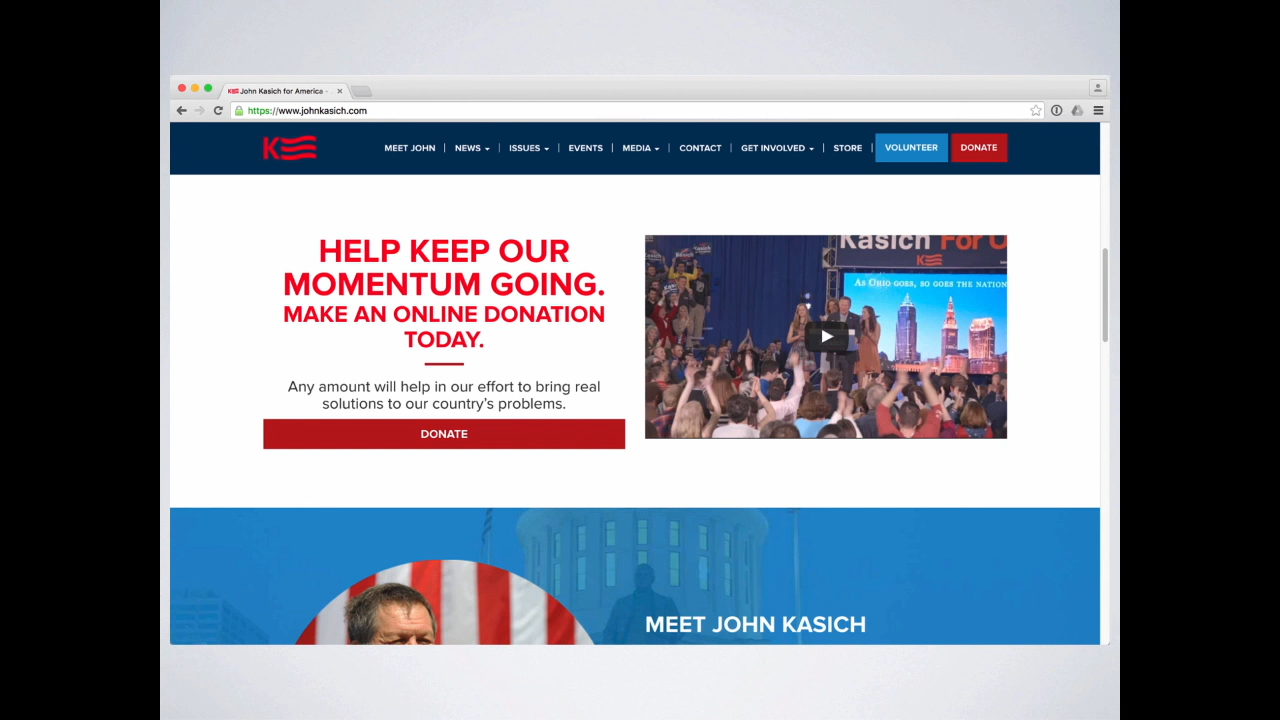 John Kasich for America -
https://www.johnkasich.com
K
MEET JOHN
NEWS
ISSUES
EVENTS
MEDIA
CONTACT
GET INVOLVED
STORE
VOLUNTEER
DONATE
HELP KEEP OUR
MOMENTUM GOING.
MAKE AN ONLINE DONATION
TODAY.
Any amount will help in our effort to bring real
solutions to our country's problems.
DONATE
Kasich For
AS OHIO GOES, SO GOES THE NATION
MEET JOHN KASICH